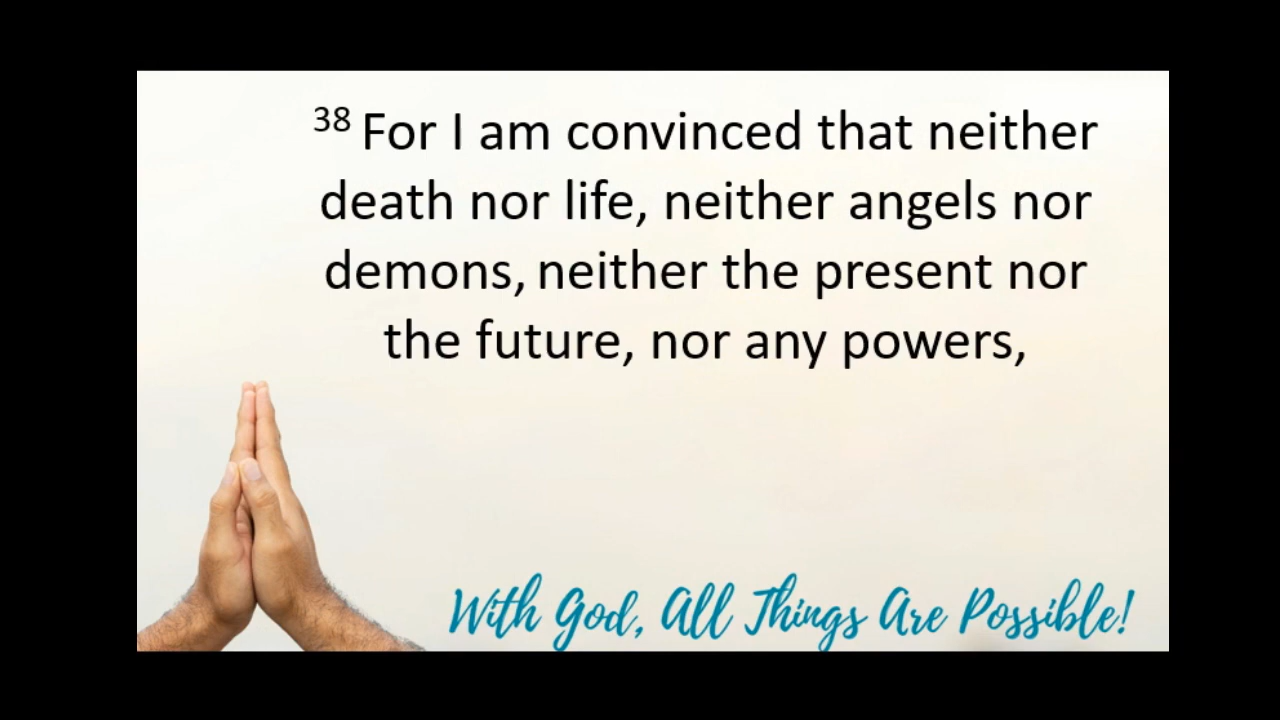 38 For I am convinced that neither
death nor life, neither angels nor
demons, neither the present nor
the future, nor any powers,
With God, All Things Are Possible!